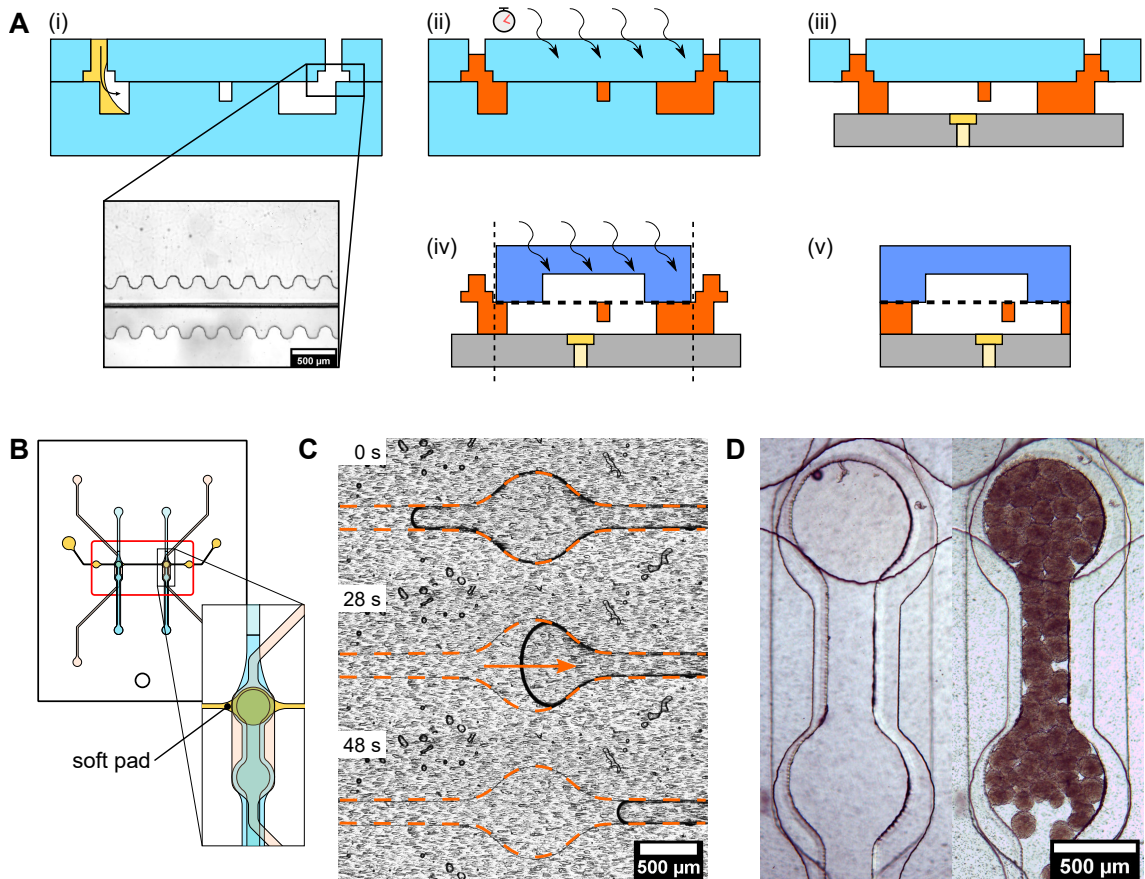 A
(i)
(ii)
(iii)
500 µm
(iv)
(v)
B
soft pad
C
0 s
28 s
48 s
500 µm
D
500 µm